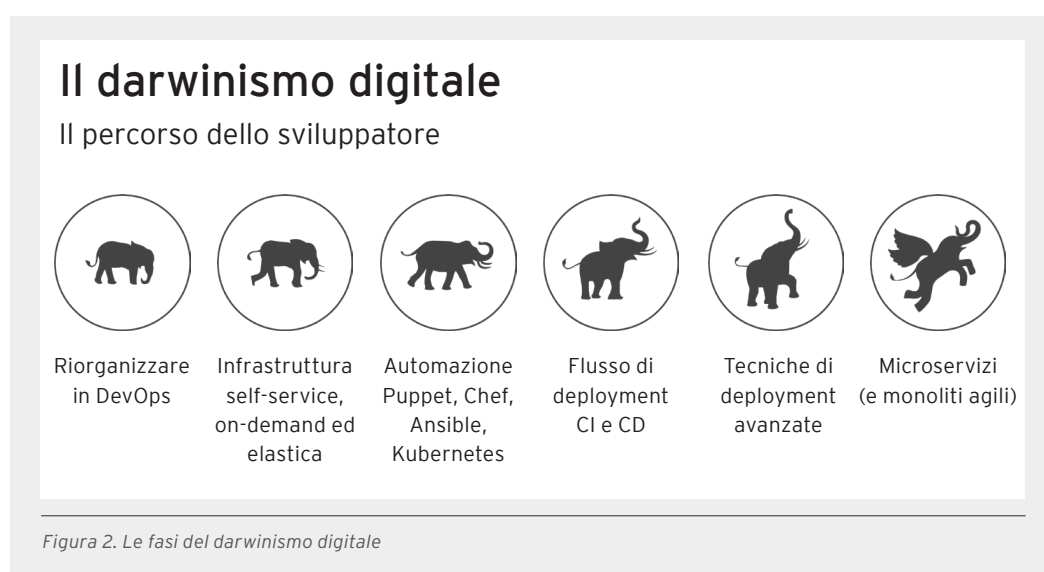 Il darwinismo digitale
Il percorso dello sviluppatore
Riorganizzare
in DevOps
Infrastruttura
self-service,
on-demand ed
elastica
Automazione
Puppet, Chef,
Ansible,
Kubernetes
Flusso di
deployment
CI e CD
Tecniche di
deployment
avanzate
Microservizi
(e monoliti agili)
Figura 2. Le fasi del darwinismo digitale